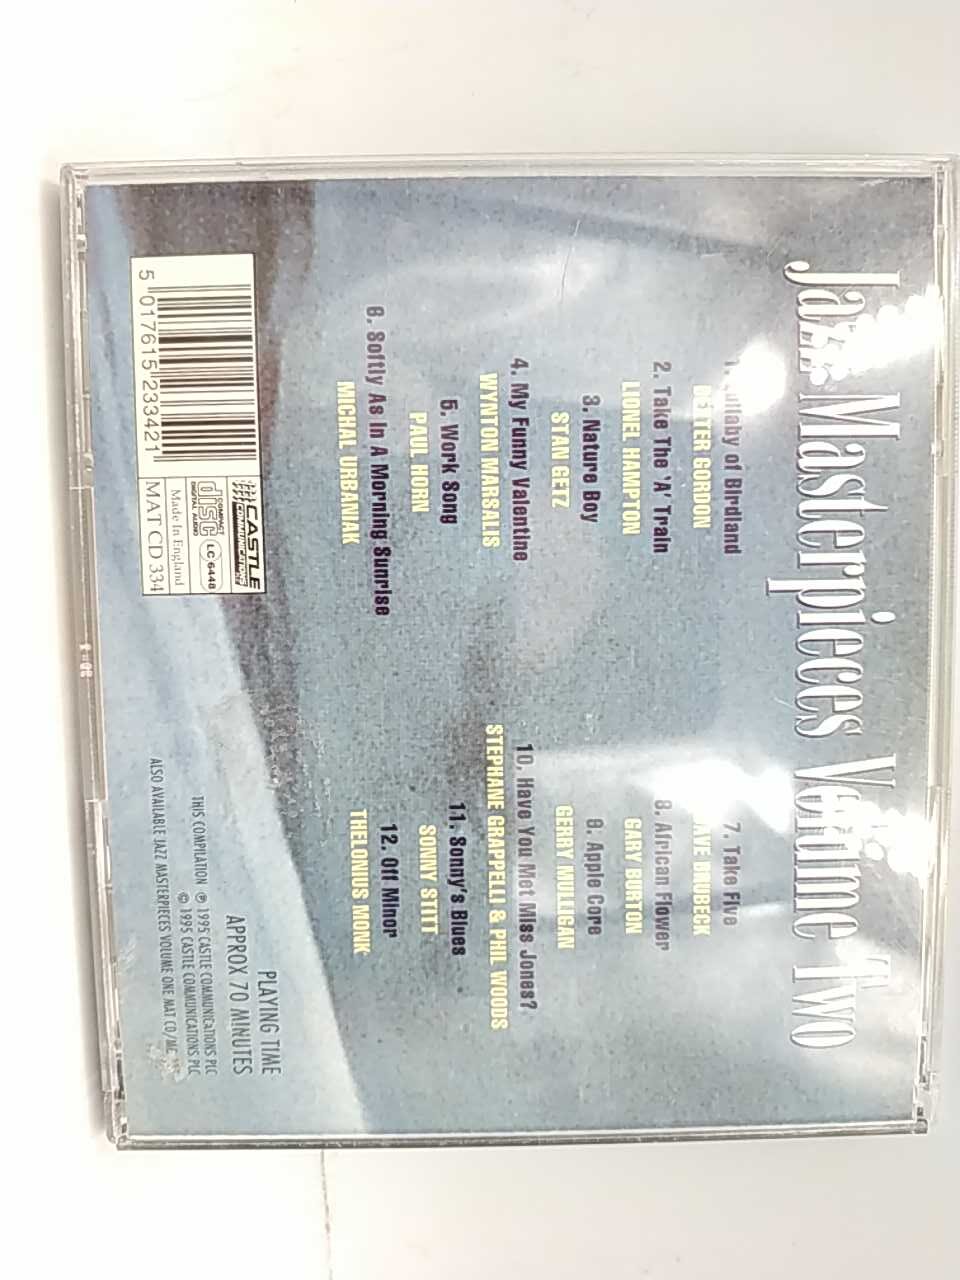 Jazz Masterpieces Volume Two
1. Lullaby of Birdland
DEXTER GORDON
2. Take The 'A' Train
LIONEL HAMPTON
3. Nature Boy
STAN GETZ
4. My Funny Valentine
WYNTON MARSALIS
5. Work Song
PAUL HORN
6. Softly As In A Morning Sunrise
MICHAL URBANIAK
7. Take Five
DAVE BRUBECK
8. African Flower
GARY BURTON
9. Apple Core
GERRY MULLIGAN
10. Have You Met Miss Jones?
STEPHANE GRAPPELLI & PHIL WOODS
11. Sonny's Blues
SONNY STITT
12. Off Minor
THELONIUS MONK
5 017615 233421
CASTLE
COMMUNICATIONS
COMPACT
disc
DIGITAL AUDIO
LC 6448
Made In England
MAT CD 334
PLAYING TIME
APPROX 70 MINUTES
THIS COMPILATION ℗ 1995 CASTLE COMMUNICATIONS PLC
© 1995 CASTLE COMMUNICATIONS PLC
ALSO AVAILABLE JAZZ MASTERPIECES VOLUME ONE MAT CD/MC